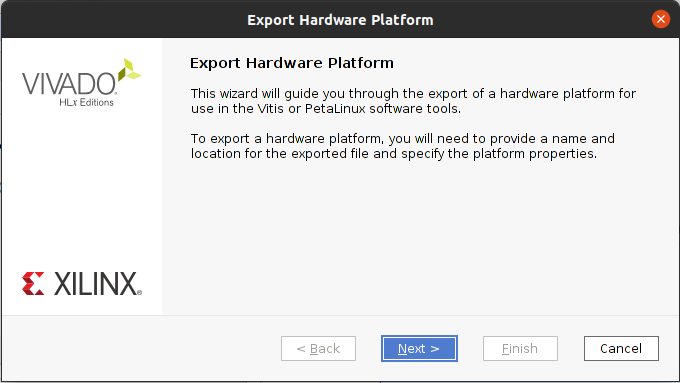 Export Hardware Platform
VIVADO
HLx Editions
Export Hardware Platform
This wizard will guide you through the export of a hardware platform for
use in the Vitis or PetaLinux software tools.
To export a hardware platform, you will need to provide a name and
location for the exported file and specify the platform properties.
XILINX
< Back
Next >
Finish
Cancel